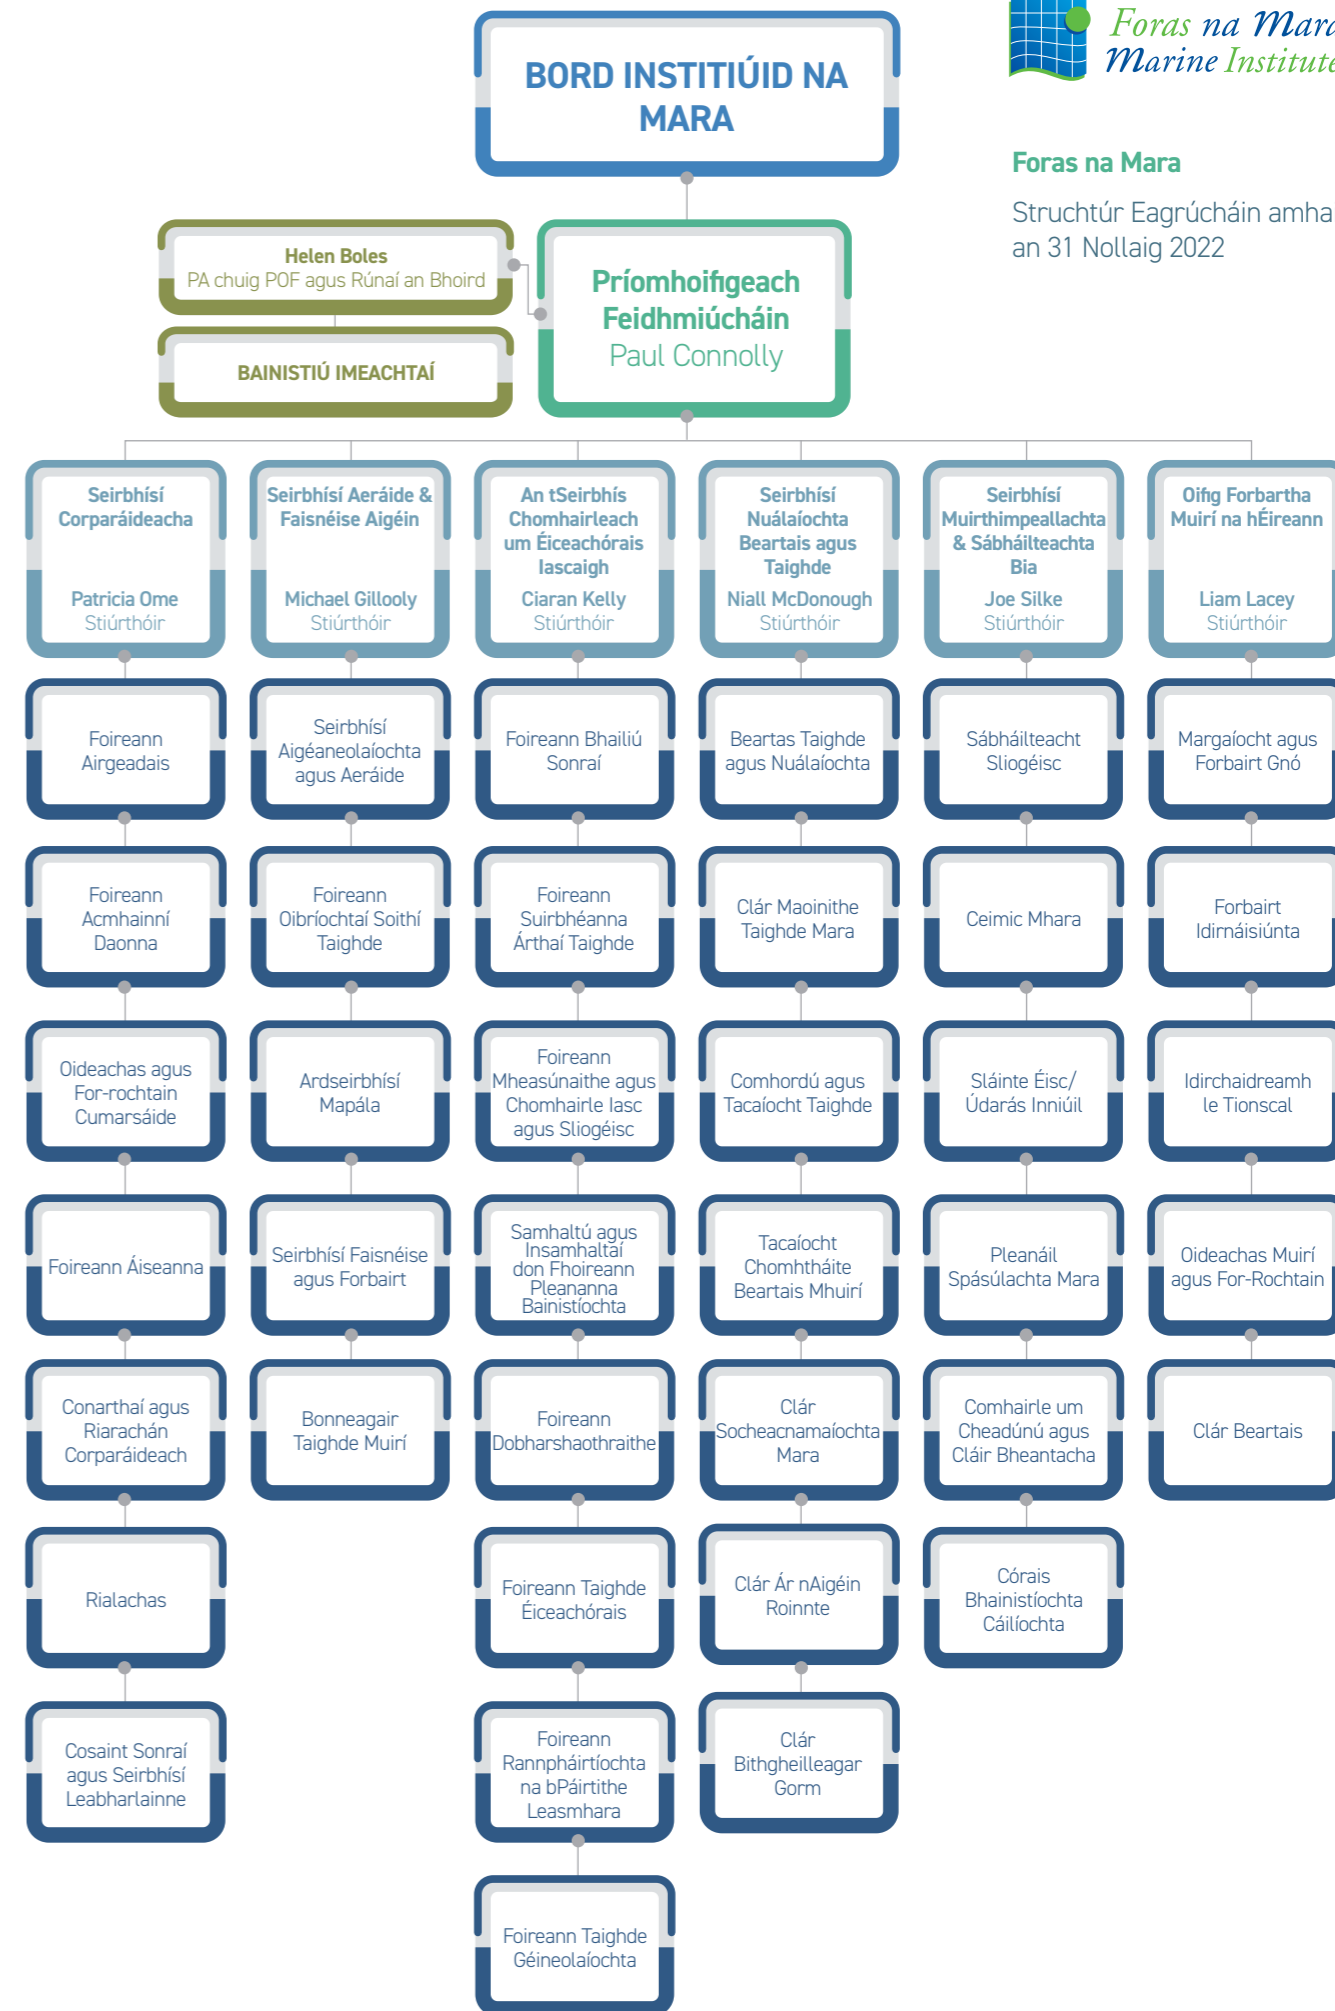 BORD INSTITIÚID NA
MARA
Foras na Mara
Marine Institute
Foras na Mara
Struchtúr Eagrúcháin
an 31 Nollaig 2022
Helen Boles
PA chuig POF agus Rúnaí an Bhoird
BAINISTIÚ IMEACHTAÍ
Príomhoifigeach
Feidhmiúcháin
Paul Connolly
Seirbhísí
Corparáideacha
Patricia Orme
Stiúrthóir
Seirbhísí Aeráide &
Faisnéise Aigéin
Michael Gillooly
Stiúrthóir
An tSeirbhís
Chomhairleach
um Éiceachórais
Iascaigh
Ciaran Kelly
Stiúrthóir
Seirbhísí
Nuálaíochta
Beartais agus
Taighde
Niall McDonough
Stiúrthóir
Seirbhísí
Muirthimpeallachta
& Sábháilteachta
Bia
Joe Silke
Stiúrthóir
Oifig Forbartha
Muirí na hÉireann
Liam Lacey
Stiúrthóir
Foireann
Airgeadais
Seirbhísí
Aigéaneolaíochta
agus Aeráide
Foireann Bhailiú
Sonraí
Beartas Taighde
agus Nuálaíochta
Sábháilteacht
Sliogéisc
Margaíocht agus
Forbairt Gnó
Foireann
Acmhainní
Daonna
Foireann
Oibríochtaí Soithí
Taighde
Foireann
Suirbhéanna
Árthaí Taighde
Clár Maoinithe
Taighde Mara
Ceimic Mhara
Forbairt
Idirnáisiúnta
Oideachas agus
For-rochtain
Cumarsáide
Ardseirbhísí
Mapála
Foireann
Mheasúnaithe agus
Chomhairle Iasc
agus Sliogéisc
Comhordú agus
Tacaíocht Taighde
Sláinte Éisc/
Údarás Inniúil
Idirchaidreamh
le Tionscal
Foireann Áiseanna
Seirbhísí Faisnéise
agus Forbairt
Samhaltú agus
Insamhaltaí
don Fhoireann
Pleananna
Bainistíochta
Tacaíocht
Chomhtháite
Beartais Mhuirí
Pleanáil
Spásúlachta Mara
Oideachas Muirí
agus For-Rochtain
Conarthaí agus
Riarachán
Corparáideach
Bonneagair
Taighde Muirí
Foireann
Dobharshaothraithe
Clár
Socheacnamaíochta
Mara
Comhairle um
Cheadúnú agus
Cláir Bheantacha
Clár Beartais
Rialachas
Foireann Taighde
Éiceachórais
Clár Ár nAigéin
Roinnte
Córais
Bhainistíochta
Cáilíochta
Cosaint Sonraí
agus Seirbhísí
Leabharlainne
Foireann
Rannpháirtíochta
na bPáirtithe
Leasmhara
Clár
Bithgheilleagar
Gorm
Foireann Taighde
Géineolaíochta